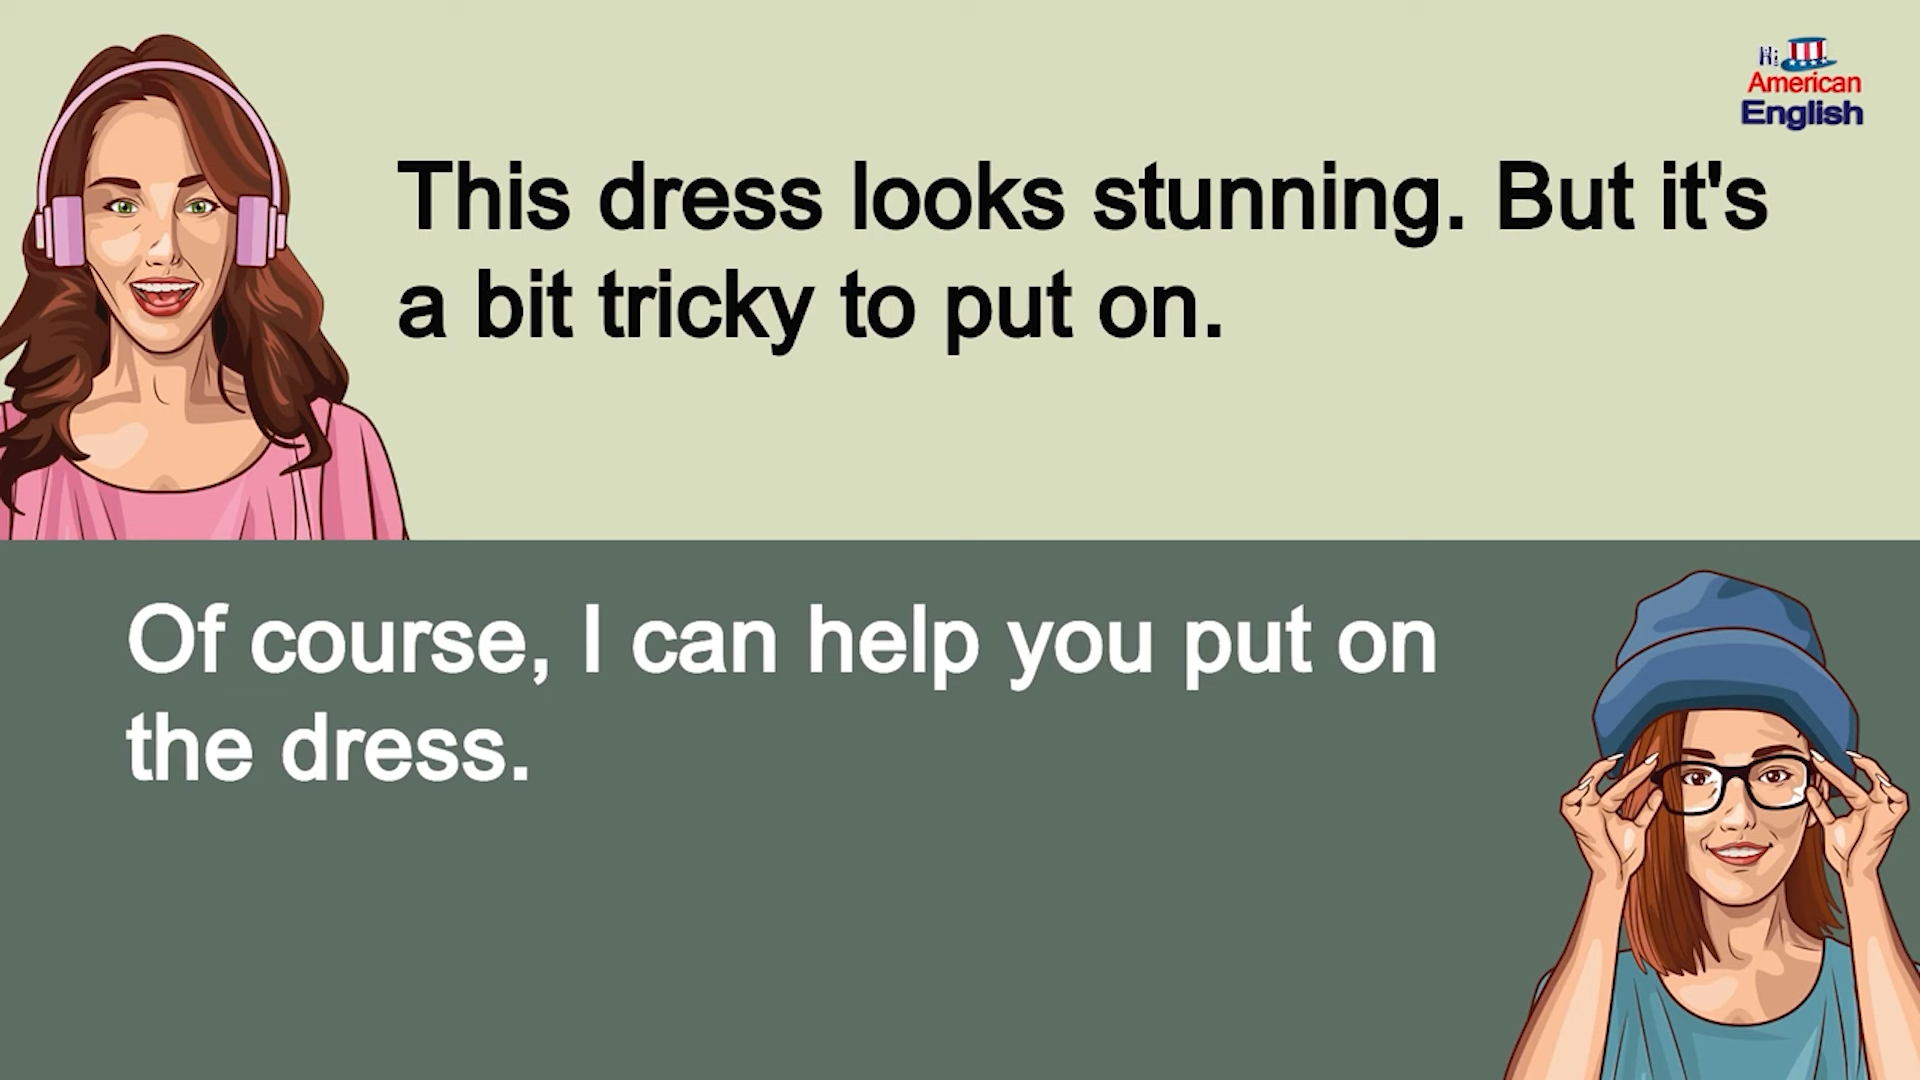 Hi
American
English
This dress looks stunning. But it's
a bit tricky to put on.
Of course, I can help you put on
the dress.